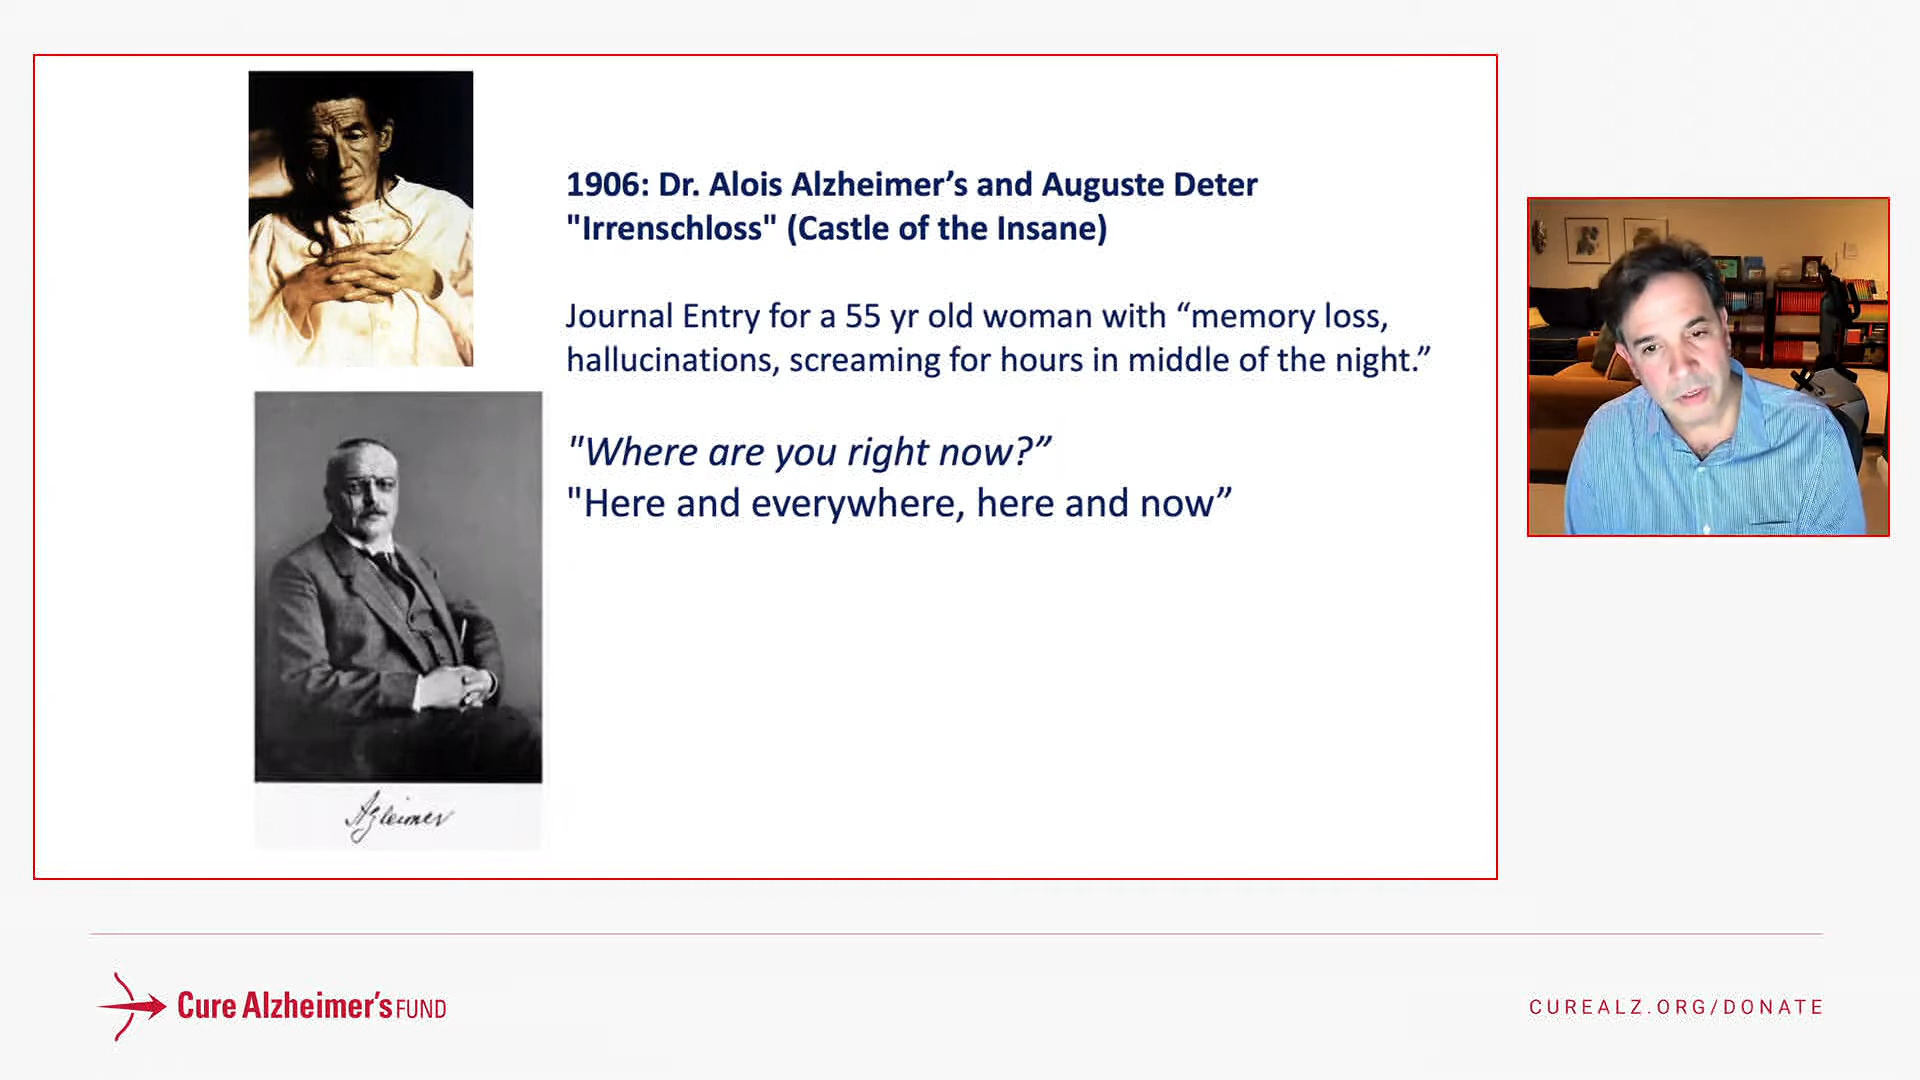 1906: Dr. Alois Alzheimer’s and Auguste Deter
"Irrenschloss" (Castle of the Insane)
Journal Entry for a 55 yr old woman with “memory loss,
hallucinations, screaming for hours in middle of the night.”
"Where are you right now?”
"Here and everywhere, here and now”
Alzheimer
Cure Alzheimer's FUND
CUREALZ.ORG/DONATE